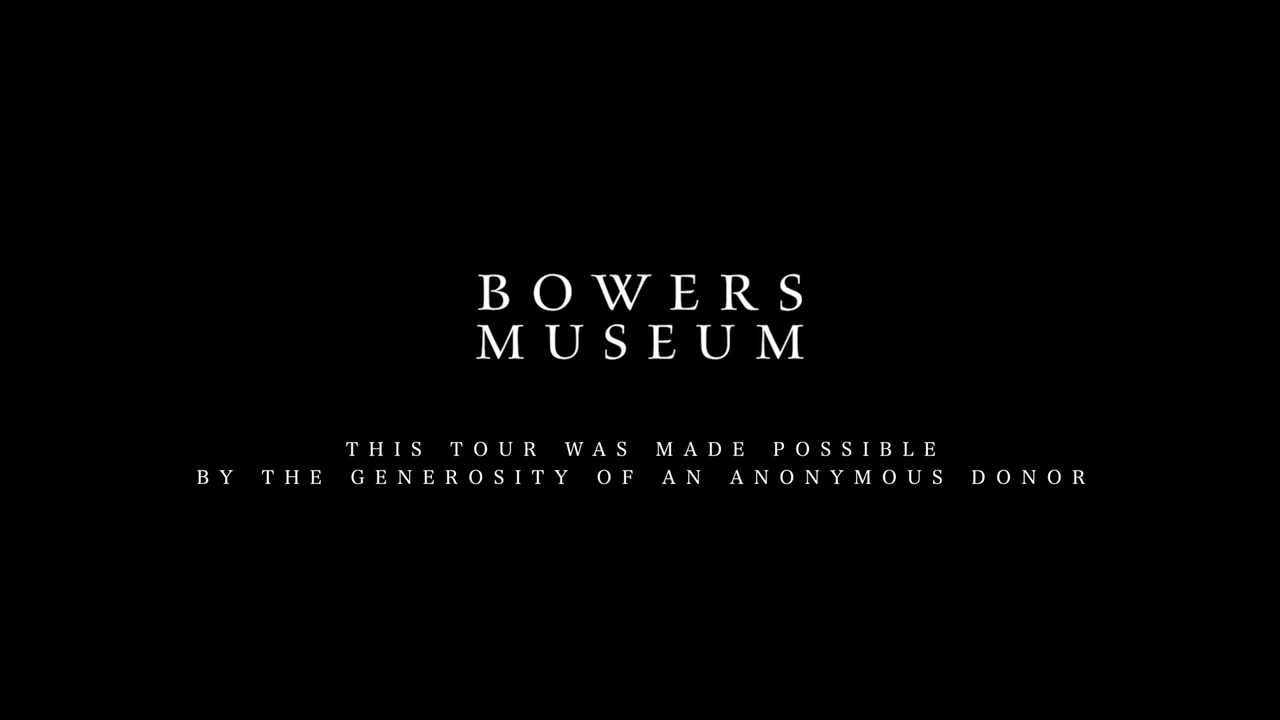 BOWERS
MUSEUM
THIS TOUR WAS MADE POSSIBLE
BY THE GENEROSITY OF AN ANONYMOUS DONOR